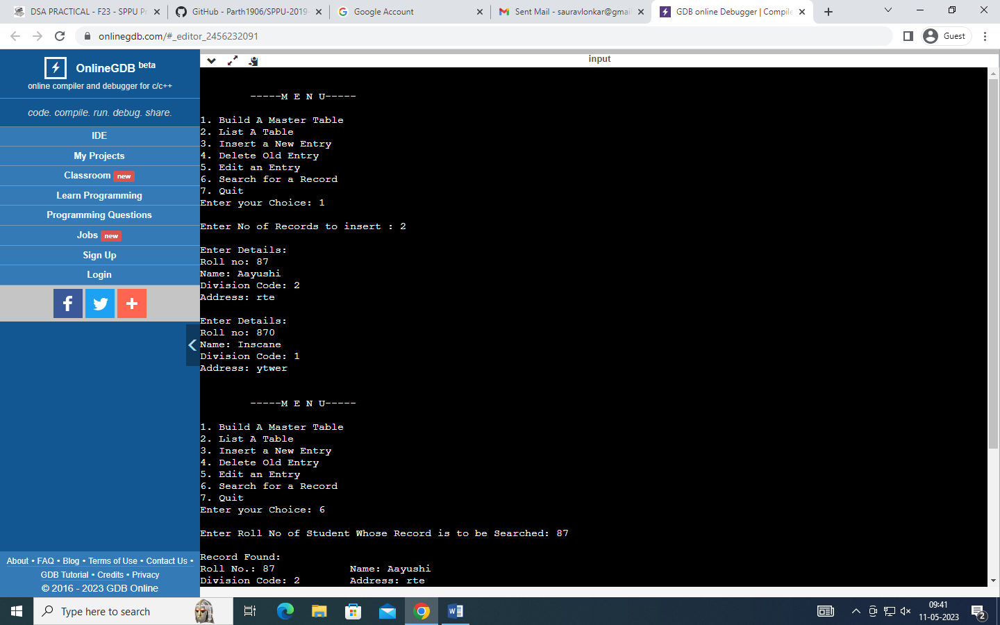 DSA PRACTICAL - F23 - SPPU Pr
GitHub - Parth1906/SPPU-2019-
Google Account
Sent Mail - sauravlonkar@gmai
GDB online Debugger | Compile
onlinegdb.com/#_editor_2456232091
Guest
OnlineGDB beta
online compiler and debugger for c/c++
code. compile. run. debug. share.
IDE
My Projects
Classroom new
Learn Programming
Programming Questions
Jobs new
Sign Up
Login
About • FAQ • Blog • Terms of Use • Contact Us •
GDB Tutorial • Credits • Privacy
© 2016 - 2023 GDB Online
input
-----M E N U-----
1. Build A Master Table
2. List A Table
3. Insert a New Entry
4. Delete Old Entry
5. Edit an Entry
6. Search for a Record
7. Quit
Enter your Choice: 1
Enter No of Records to insert : 2
Enter Details:
Roll no: 87
Name: Aayushi
Division Code: 2
Address: rte
Enter Details:
Roll no: 870
Name: Inscane
Division Code: 1
Address: ytwer
-----M E N U-----
1. Build A Master Table
2. List A Table
3. Insert a New Entry
4. Delete Old Entry
5. Edit an Entry
6. Search for a Record
7. Quit
Enter your Choice: 6
Enter Roll No of Student Whose Record is to be Searched: 87
Record Found:
Roll No.: 87 Name: Aayushi
Division Code: 2 Address: rte
Type here to search
09:41
11-05-2023
2